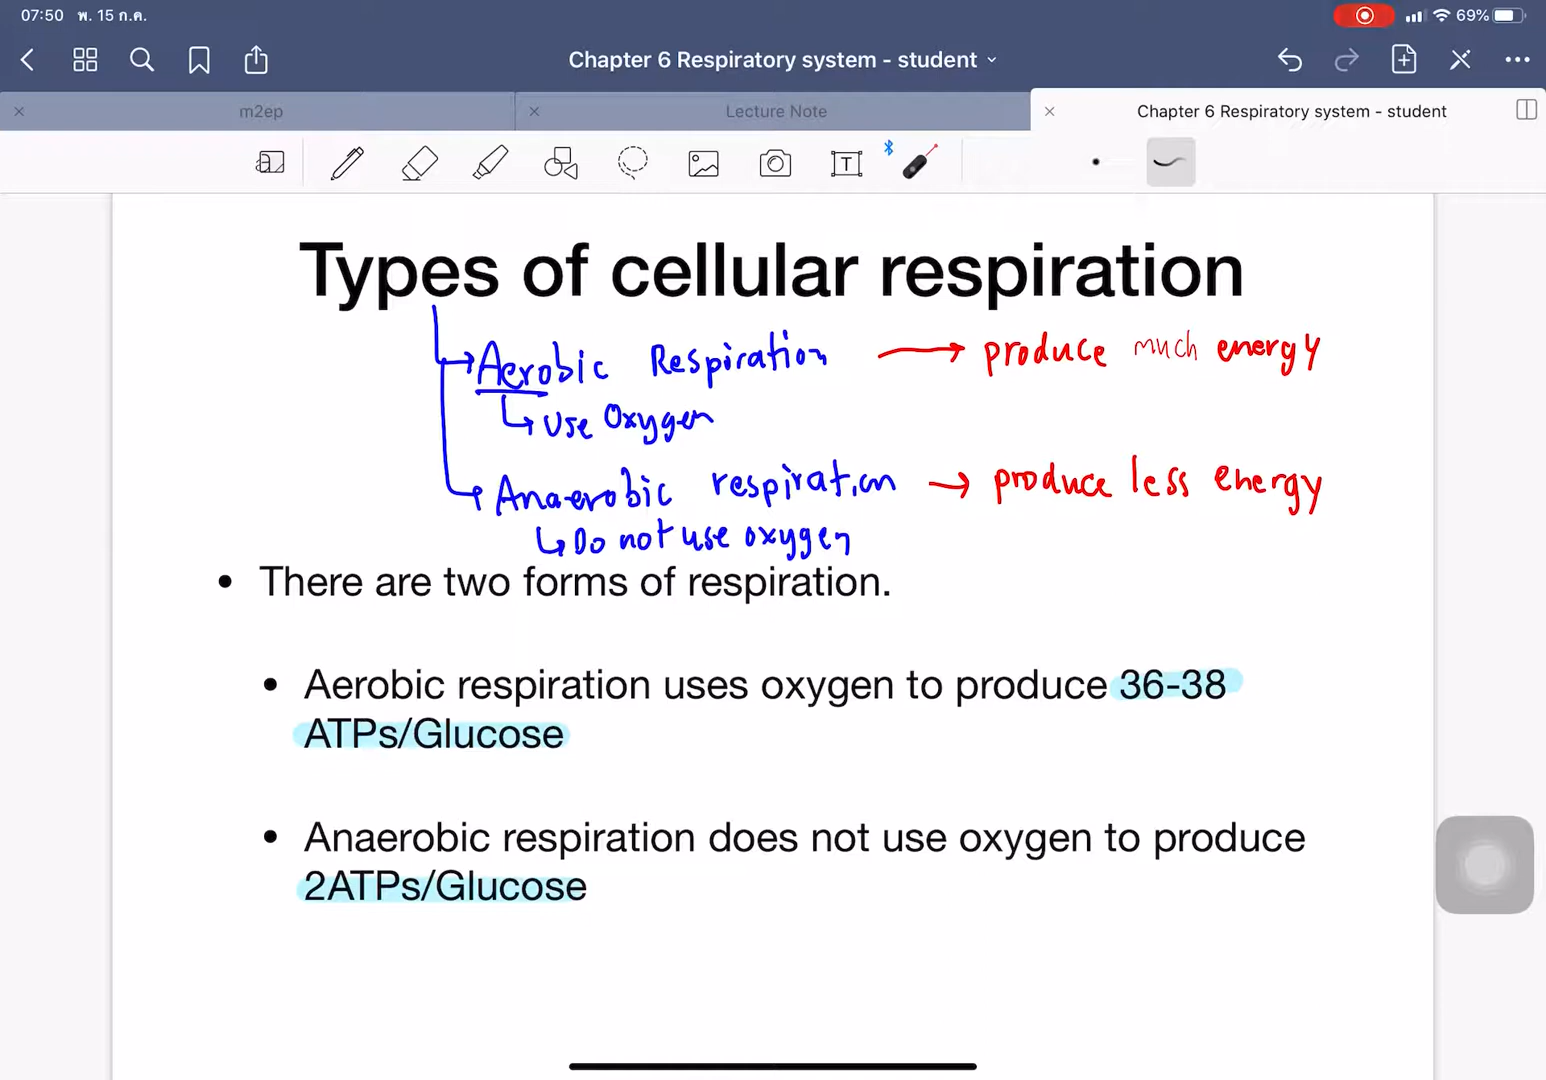 07:50 พ. 15 ก.ค. 69%
Chapter 6 Respiratory system - student
m2ep Lecture Note Chapter 6 Respiratory system - student
Types of cellular respiration
Aerobic Respiration → produce much energy
↳ Use Oxygen
Anaerobic respiration → produce less energy
↳ Do not use oxygen
• There are two forms of respiration.
• Aerobic respiration uses oxygen to produce 36-38
ATPs/Glucose
• Anaerobic respiration does not use oxygen to produce
2ATPs/Glucose